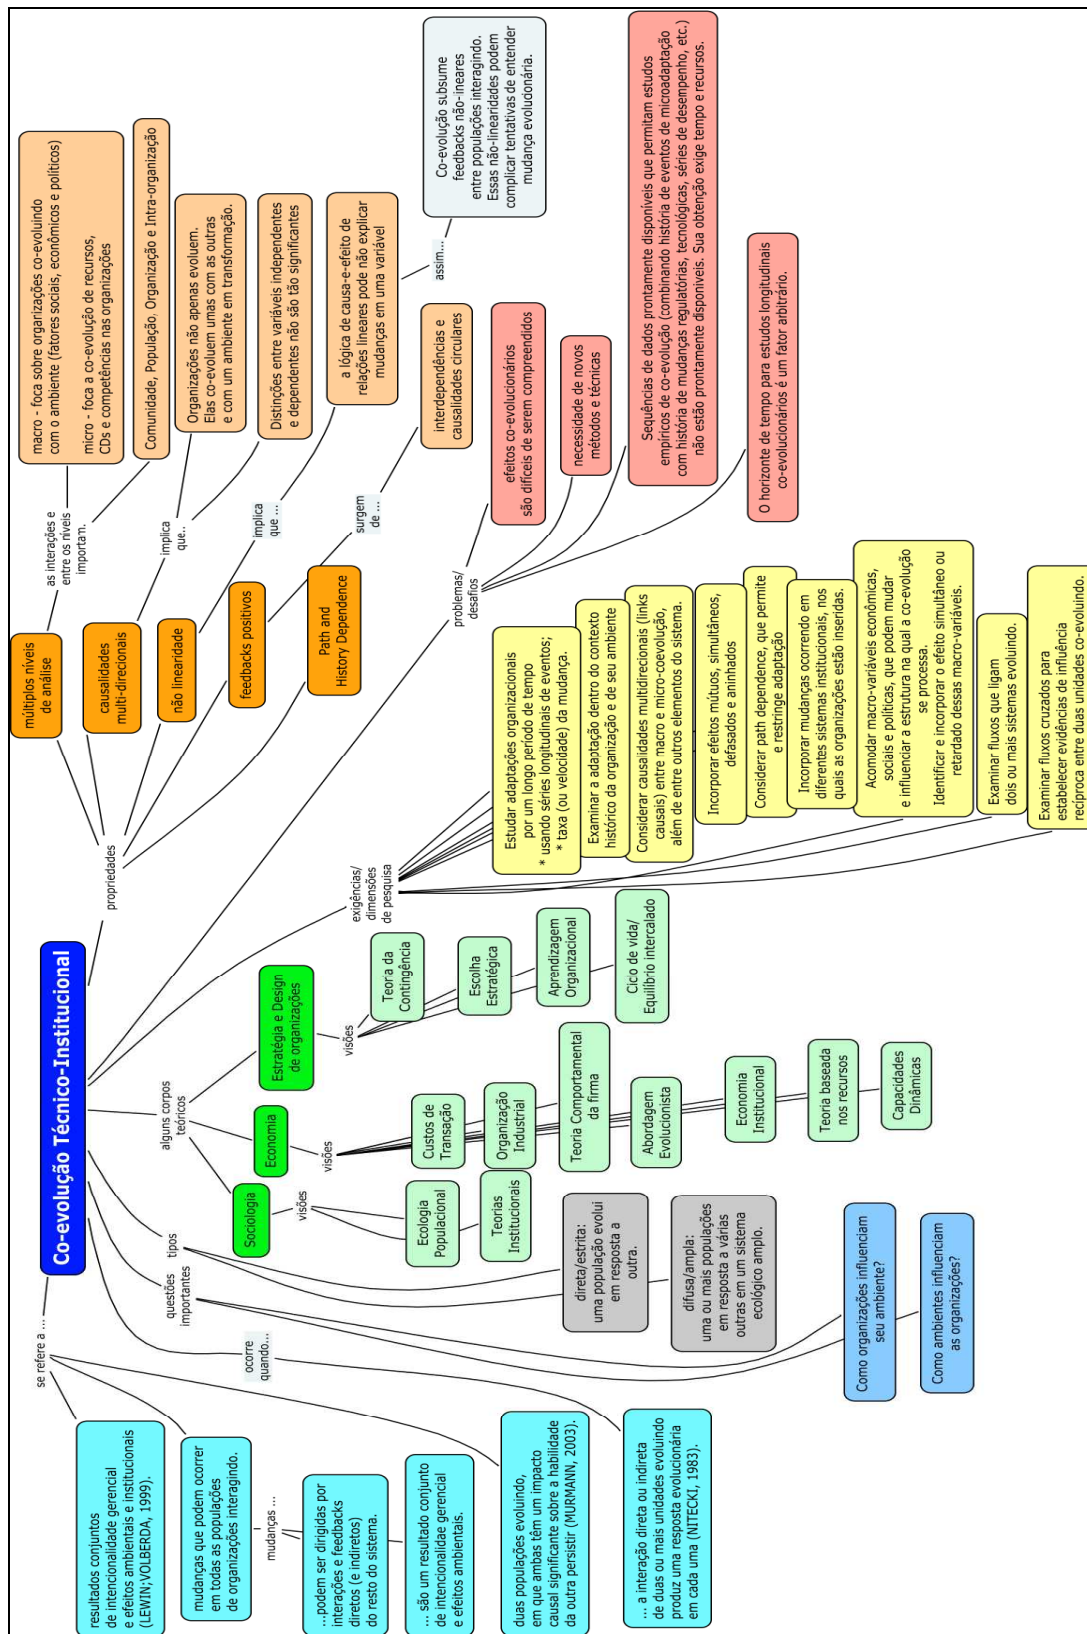 Co-evolução Técnico-Institucional
se refere a ...
resultados conjuntos
de intencionalidade gerencial
e efeitos ambientais e institucionais
(LEWIN;VOLBERDA, 1999).
mudanças que podem ocorrer
em todas as populações
de organizações interagindo.
mudanças ...
...podem ser dirigidas por
interações e feedbacks
diretos (e indiretos)
do resto do sistema.
... são um resultado conjunto
de intencionalidae gerencial
e efeitos ambientais.
duas populações evoluindo,
em que ambas têm um impacto
causal significante sobre a habilidade
da outra persistir (MURMANN, 2003).
ocorre
quando...
... a interação direta ou indireta
de duas ou mais unidades evoluindo
produz uma resposta evolucionária
em cada uma (NITECKI, 1983).
questões
importantes
Como organizações influenciam
seu ambiente?
Como ambientes influenciam
as organizações?
tipos
direta/estrita:
uma população evolui
em resposta a
outra.
difusa/ampla:
uma ou mais populações
em resposta a várias
outras em um sistema
ecológico amplo.
alguns corpos
teóricos
Sociologia
visões
Ecologia
Populacional
Teorias
Institucionais
Economia
visões
Custos de
Transação
Organização
Industrial
Teoria Comportamental
da firma
Abordagem
Evolucionista
Economia
Institucional
Teoria baseada
nos recursos
Capacidades
Dinâmicas
Estratégia e Design
de organizações
visões
Teoria da
Contingência
Escolha
Estratégica
Aprendizagem
Organizacional
Ciclo de vida/
Equilíbrio intercalado
exigências/
dimensões
de pesquisa
Estudar adaptações organizacionais
por um longo período de tempo
* usando séries longitudinais de eventos;
* taxa (ou velocidade) da mudança.
Examinar a adaptação dentro do contexto
histórico da organização e de seu ambiente
Considerar causalidades multidirecionais (links
causais) entre macro e micro-coevolução,
além de entre outros elementos do sistema.
Incorporar efeitos mútuos, simultâneos,
defasados e aninhados
Considerar path dependence, que permite
e restringe adaptação
Incorporar mudanças ocorrendo em
diferentes sistemas institucionais, nos
quais as organizações estão inseridas.
Acomodar macro-variáveis econômicas,
sociais e políticas, que podem mudar
e influenciar a estrutura na qual a co-evolução
se processa.
Identificar e incorporar o efeito simultâneo ou
retardado dessas macro-variáveis.
Examinar fluxos que ligam
dois ou mais sistemas evoluindo.
Examinar fluxos cruzados para
estabelecer evidências de influência
recíproca entre duas unidades co-evoluindo.
problemas/
desafios
efeitos co-evolucionários
são difíceis de serem compreendidos
necessidade de novos
métodos e técnicas
Sequências de dados prontamente disponíveis que permitam estudos
empíricos de co-evolução (combinando história de eventos de microadaptação
com história de mudanças regulatórias, tecnológicas, séries de desempenho, etc.)
não estão prontamente disponíveis. Sua obtenção exige tempo e recursos.
O horizonte de tempo para estudos longitudinais
co-evolucionários é um fator arbitrário.
propriedades
múltiplos níveis
de análise
as interações e
entre os níveis
importam.
macro - foca sobre organizações co-evoluindo
com o ambiente (fatores sociais, econômicos e políticos)
micro - foca a co-evolução de recursos,
CDs e competências nas organizações
Comunidade, População, Organização e Intra-organização
causalidades
multi-direcionais
implica
que..
Organizações não apenas evoluem.
Elas co-evoluem umas com as outras
e com um ambiente em transformação.
Distinções entre variáveis independentes
e dependentes não são tão significantes
não linearidade
implica
que ...
a lógica de causa-e-efeito de
relações lineares pode não explicar
mudanças em uma variável
assim...
Co-evolução subsume
feedbacks não-ineares
entre populações interagindo.
Essas não-linearidades podem
complicar tentativas de entender
mudança evolucionária.
feedbacks positivos
surgem
de ...
interdependências e
causalidades circulares
Path and
History Dependence